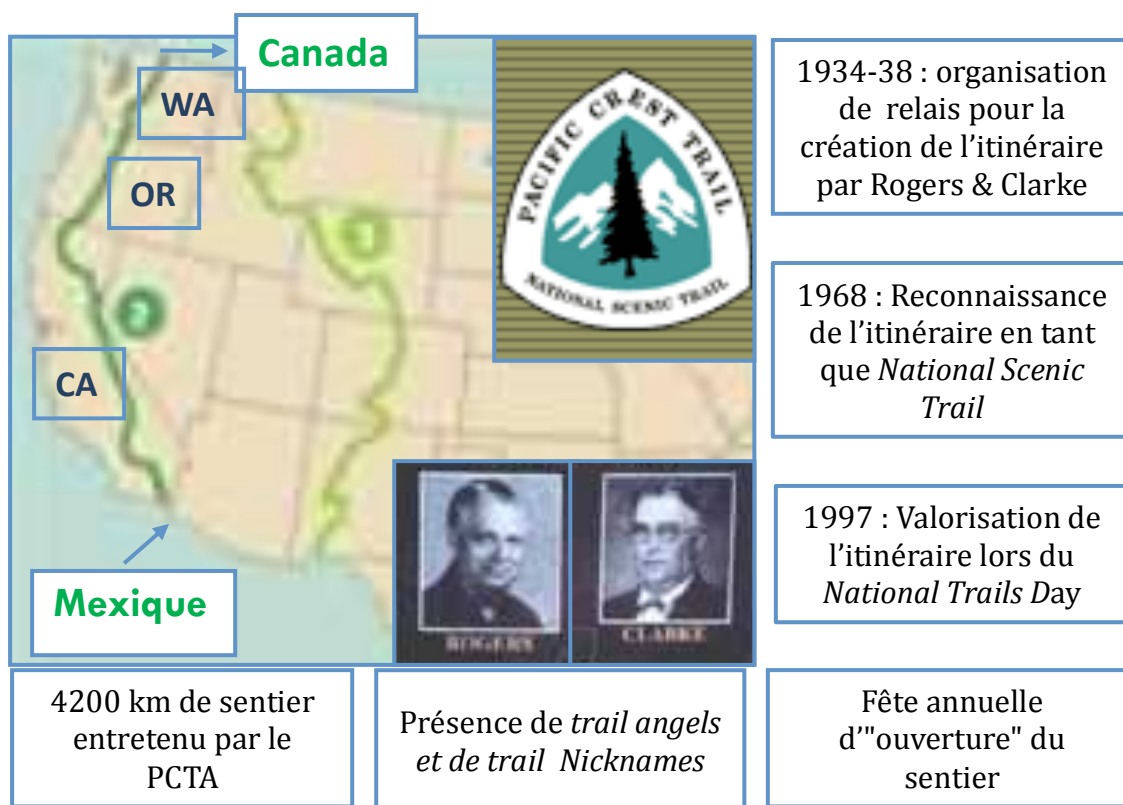 Canada
WA
OR
2
3
CA
Mexique
PACIFIC CREST TRAIL
NATIONAL SCENIC TRAIL
ROGERS
CLARKE
1934-38 : organisation
de relais pour la
création de l’itinéraire
par Rogers & Clarke
1968 : Reconnaissance
de l’itinéraire en tant
que National Scenic
Trail
1997 : Valorisation de
l’itinéraire lors du
National Trails Day
4200 km de sentier
entretenu par le
PCTA
Présence de trail angels
et de trail Nicknames
Fête annuelle
d'"ouverture" du
sentier